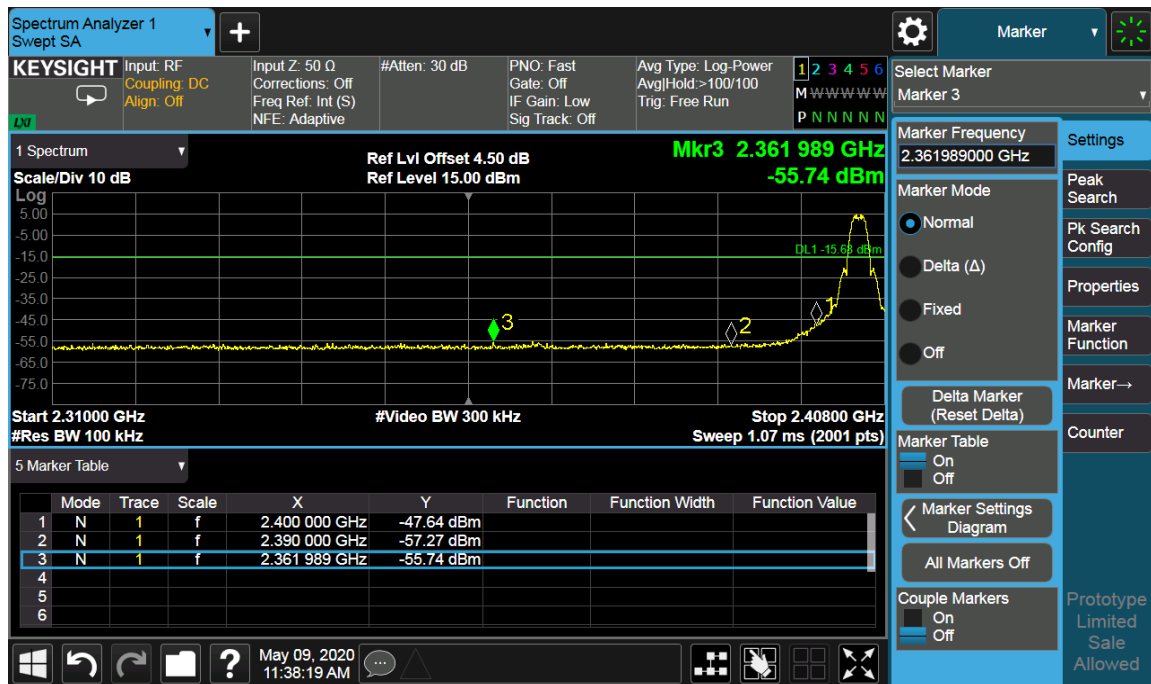 Spectrum Analyzer 1
Swept SA
+
Marker
KEYSIGHT
Input: RF
Coupling: DC
Align: Off
Input Z: 50 Ω
Corrections: Off
Freq Ref: Int (S)
NFE: Adaptive
#Atten: 30 dB
PNO: Fast
Gate: Off
IF Gain: Low
Sig Track: Off
Avg Type: Log-Power
Avg|Hold:>100/100
Trig: Free Run
1 2 3 4 5 6
M W W W W W
P N N N N N
LXI
Select Marker
Marker 3
1 Spectrum
Scale/Div 10 dB
Ref Lvl Offset 4.50 dB
Ref Level 15.00 dBm
Mkr3 2.361 989 GHz
-55.74 dBm
Log
5.00
-5.00
-15.0
-25.0
-35.0
-45.0
-55.0
-65.0
-75.0
DL1 -15.63 dBm
1
2
3
Start 2.31000 GHz
#Video BW 300 kHz
Stop 2.40800 GHz
#Res BW 100 kHz
Sweep 1.07 ms (2001 pts)
5 Marker Table
Mode Trace Scale X Y Function Function Width Function Value
1 N 1 f 2.400 000 GHz -47.64 dBm
2 N 1 f 2.390 000 GHz -57.27 dBm
3 N 1 f 2.361 989 GHz -55.74 dBm
4
5
6
?
May 09, 2020
11:38:19 AM
Marker Frequency
2.361989000 GHz
Marker Mode
Normal
Delta (Δ)
Fixed
Off
Delta Marker
(Reset Delta)
Marker Table
On
Off
Marker Settings
Diagram
All Markers Off
Couple Markers
On
Off
Settings
Peak
Search
Pk Search
Config
Properties
Marker
Function
Marker→
Counter
Prototype
Limited
Sale
Allowed